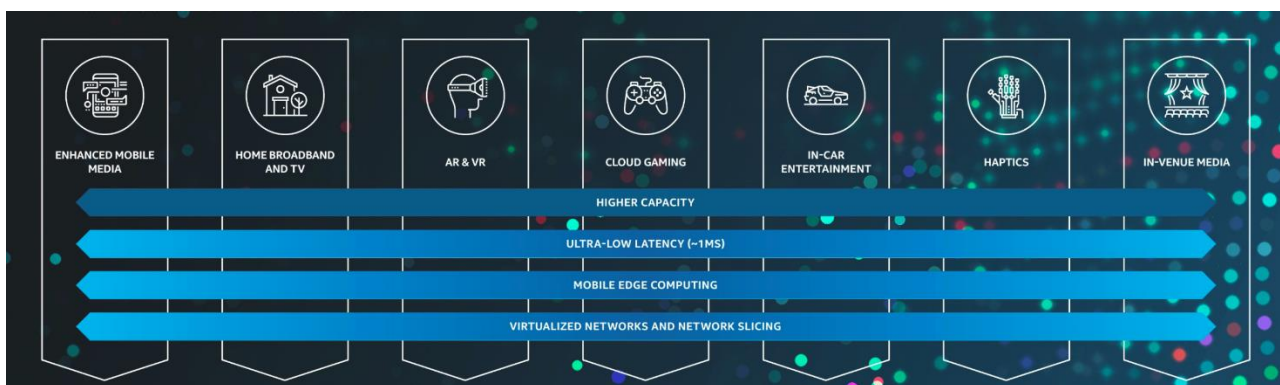 ENHANCED MOBILE
MEDIA
HOME BROADBAND
AND TV
AR & VR
CLOUD GAMING
IN-CAR
ENTERTAINMENT
HAPTICS
IN-VENUE MEDIA
HIGHER CAPACITY
ULTRA-LOW LATENCY (~1MS)
MOBILE EDGE COMPUTING
VIRTUALIZED NETWORKS AND NETWORK SLICING